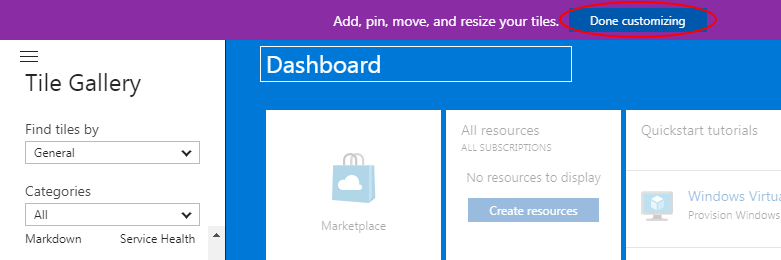 Add, pin, move, and resize your tiles. Done customizing
Tile Gallery
Find tiles by
General
Categories
All
Markdown Service Health
Dashboard
Marketplace
All resources
ALL SUBSCRIPTIONS
No resources to display
Create resources
Quickstart tutorials
Windows Virtua
Provision Windows